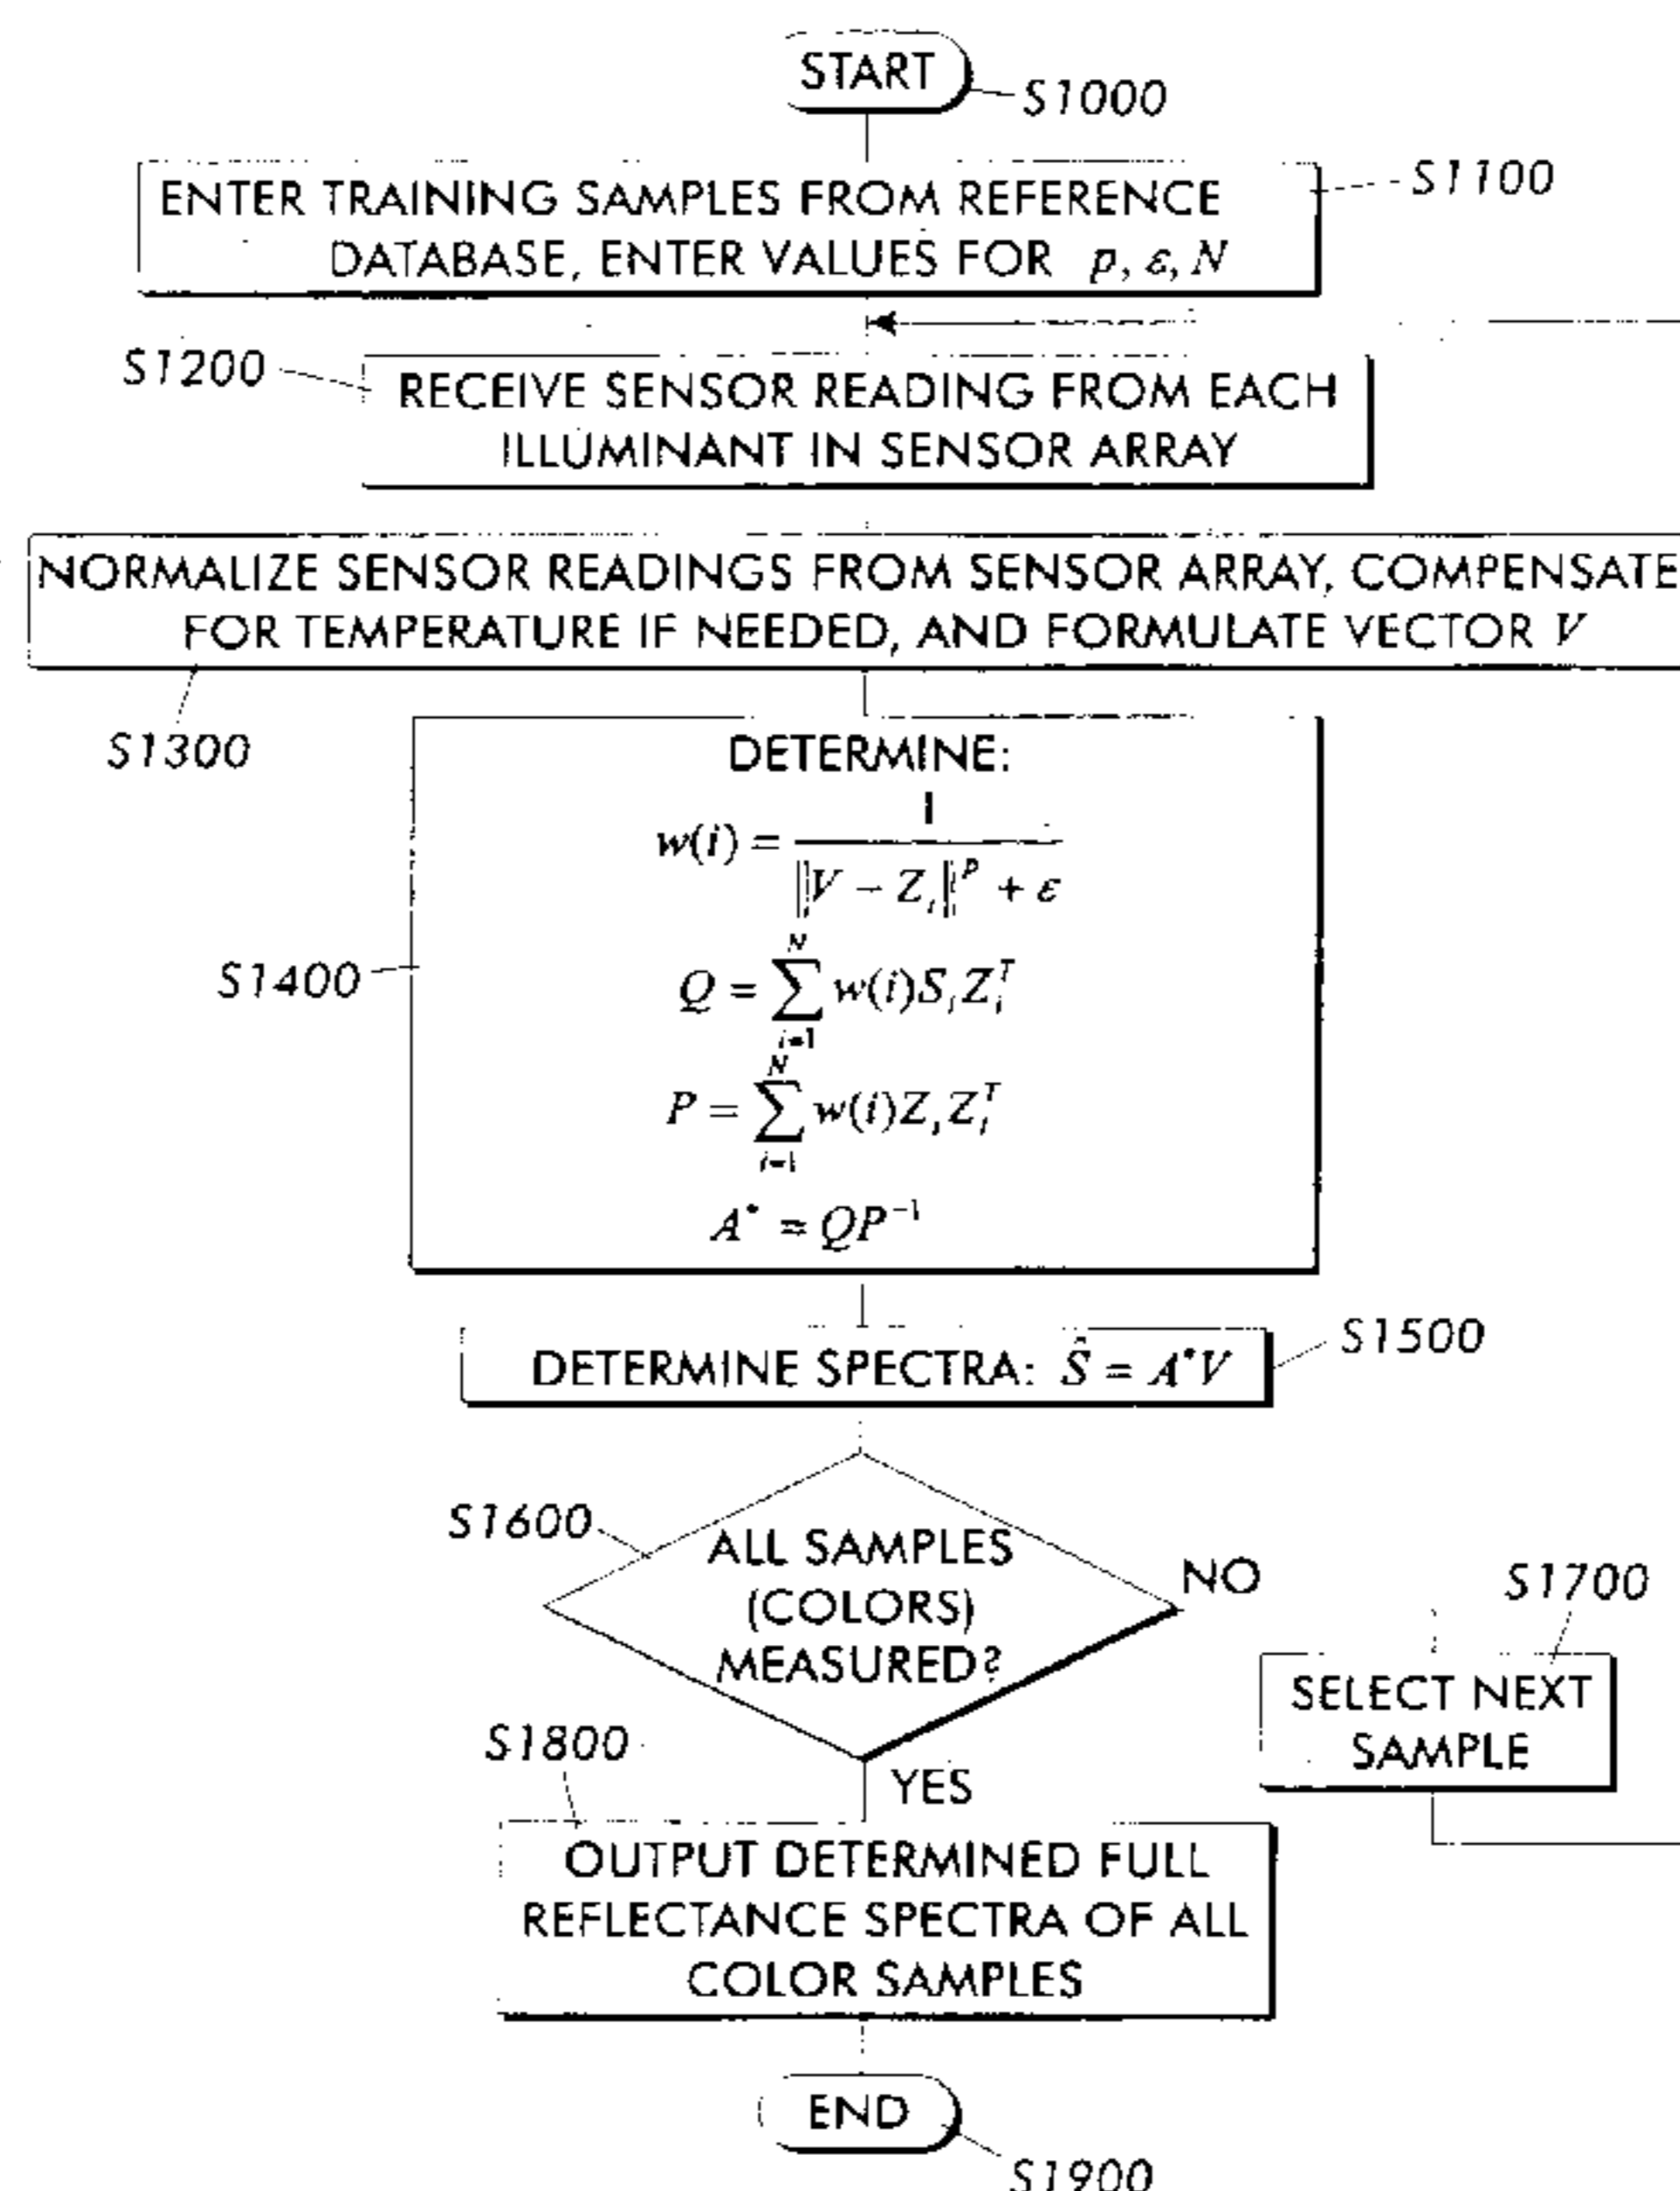 START
S1000
S1100
ENTER TRAINING SAMPLES FROM REFERENCE
DATABASE, ENTER VALUES FOR p, ε, N
S1200
RECEIVE SENSOR READING FROM EACH
ILLUMINANT IN SENSOR ARRAY
NORMALIZE SENSOR READINGS FROM SENSOR ARRAY, COMPENSATE
FOR TEMPERATURE IF NEEDED, AND FORMULATE VECTOR V
S1300
DETERMINE:
w(i) = 1 / (‖V − Z_i‖^p + ε)
S1400
Q = ∑_{i=1}^{N} w(i)S_i Z_i^T
P = ∑_{i=1}^{N} w(i)Z_i Z_i^T
A* = QP^{-1}
S1500
DETERMINE SPECTRA: Ŝ = A*V
S1600
ALL SAMPLES
(COLORS)
MEASURED?
NO
S1700
SELECT NEXT
SAMPLE
S1800
YES
OUTPUT DETERMINED FULL
REFLECTANCE SPECTRA OF ALL
COLOR SAMPLES
END
S1900